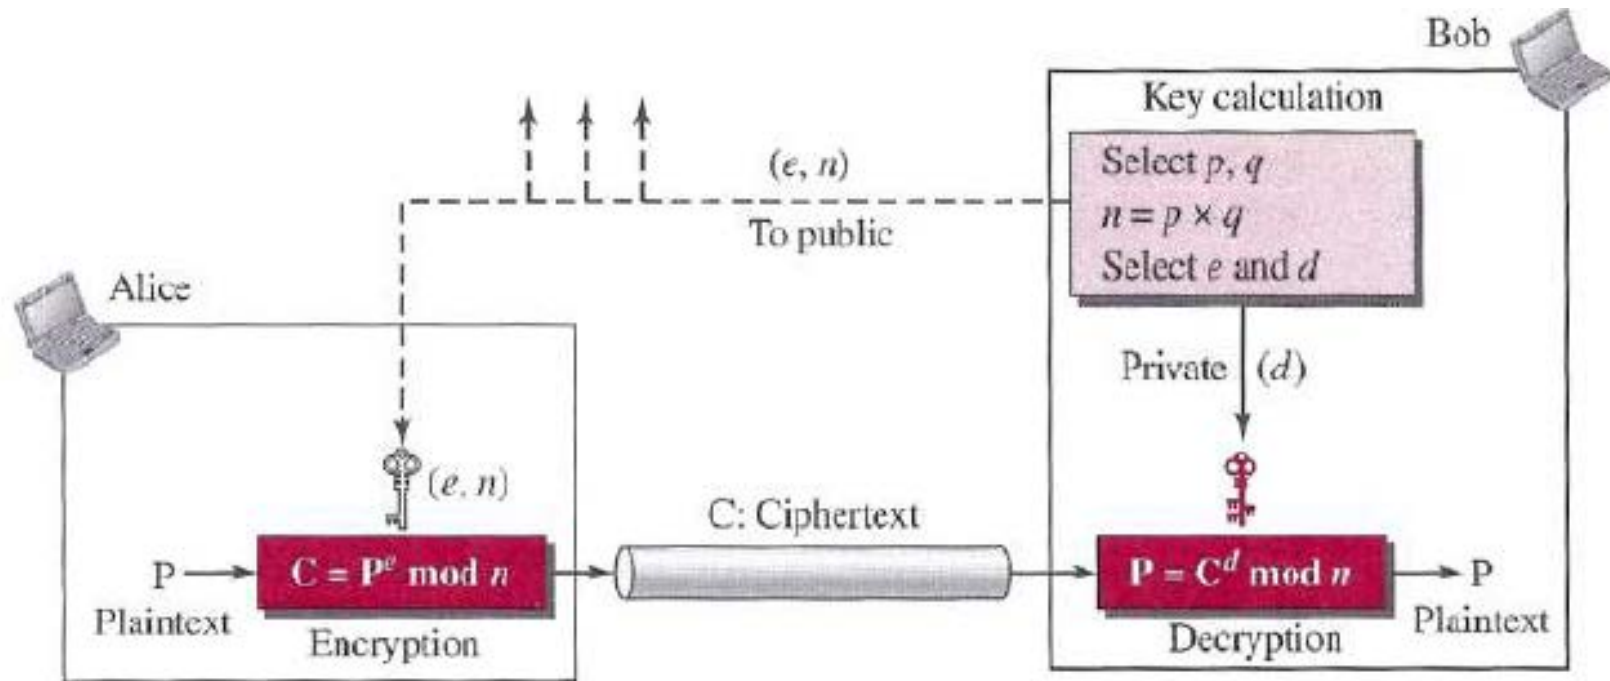 Bob
Key calculation
Select p, q
n = p × q
Select e and d
(e, n)
To public
Alice
Private (d)
(e, n)
C: Ciphertext
P
C = P^e mod n
P = C^d mod n
P
Plaintext
Encryption
Decryption
Plaintext